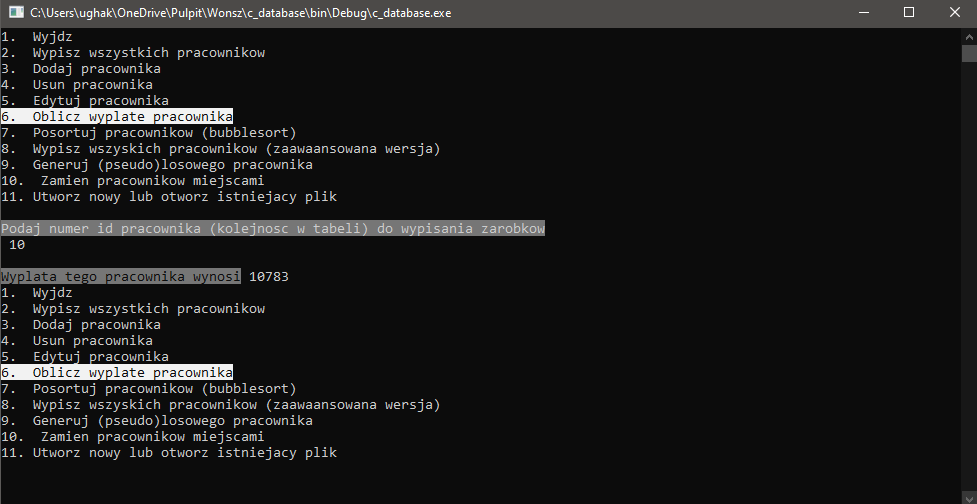 C:\Users\ughak\OneDrive\Pulpit\Wonsz\c_database\bin\Debug\c_database.exe
1. Wyjdz
2. Wypisz wszystkich pracownikow
3. Dodaj pracownika
4. Usun pracownika
5. Edytuj pracownika
6. Oblicz wyplate pracownika
7. Posortuj pracownikow (bubblesort)
8. Wypisz wszyskich pracownikow (zaawaansowana wersja)
9. Generuj (pseudo)losowego pracownika
10. Zamien pracownikow miejscami
11. Utworz nowy lub otworz istniejacy plik
Podaj numer id pracownika (kolejnosc w tabeli) do wypisania zarobkow
10
Wyplata tego pracownika wynosi 10783
1. Wyjdz
2. Wypisz wszystkich pracownikow
3. Dodaj pracownika
4. Usun pracownika
5. Edytuj pracownika
6. Oblicz wyplate pracownika
7. Posortuj pracownikow (bubblesort)
8. Wypisz wszyskich pracownikow (zaawaansowana wersja)
9. Generuj (pseudo)losowego pracownika
10. Zamien pracownikow miejscami
11. Utworz nowy lub otworz istniejacy plik